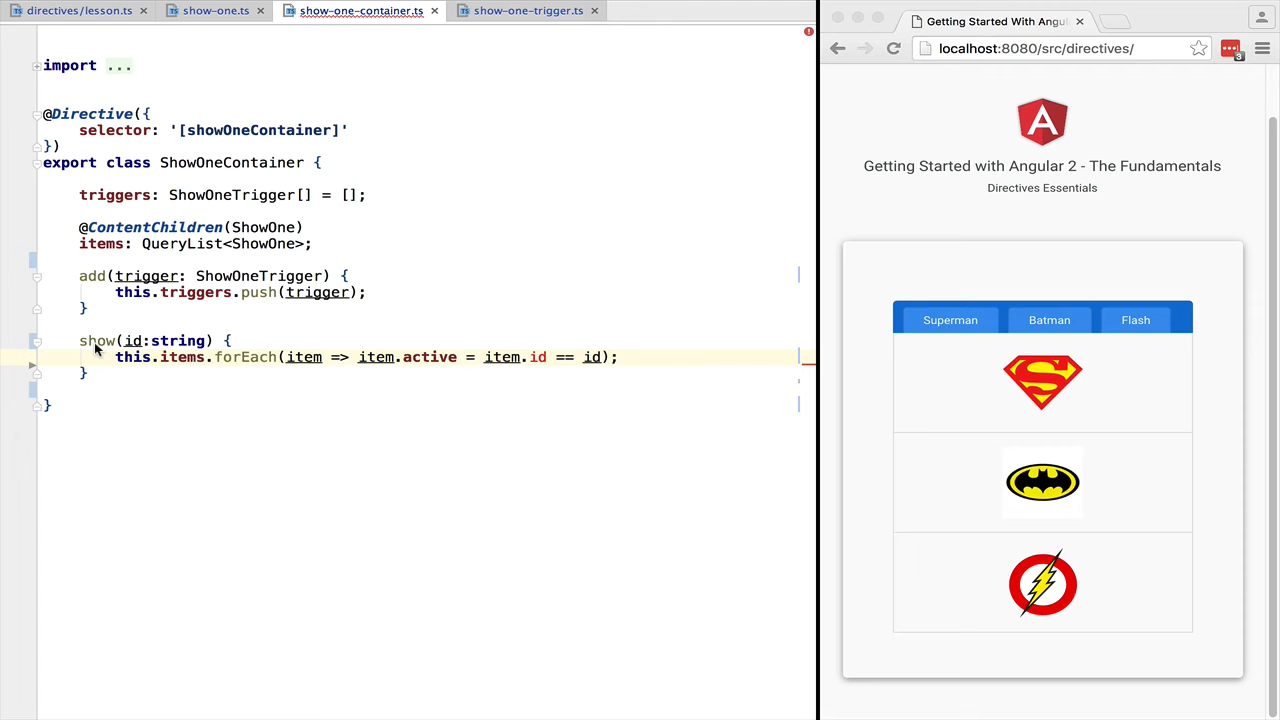 directives/lesson.ts × show-one.ts × show-one-container.ts × show-one-trigger.ts ×
import ...
@Directive({
selector: '[showOneContainer]'
})
export class ShowOneContainer {
triggers: ShowOneTrigger[] = [];
@ContentChildren(ShowOne)
items: QueryList<ShowOne>;
add(trigger: ShowOneTrigger) {
this.triggers.push(trigger);
}
show(id:string) {
this.items.forEach(item => item.active = item.id == id);
}
}
Getting Started With Angul ×
localhost:8080/src/directives/
3
Getting Started with Angular 2 - The Fundamentals
Directives Essentials
Superman Batman Flash